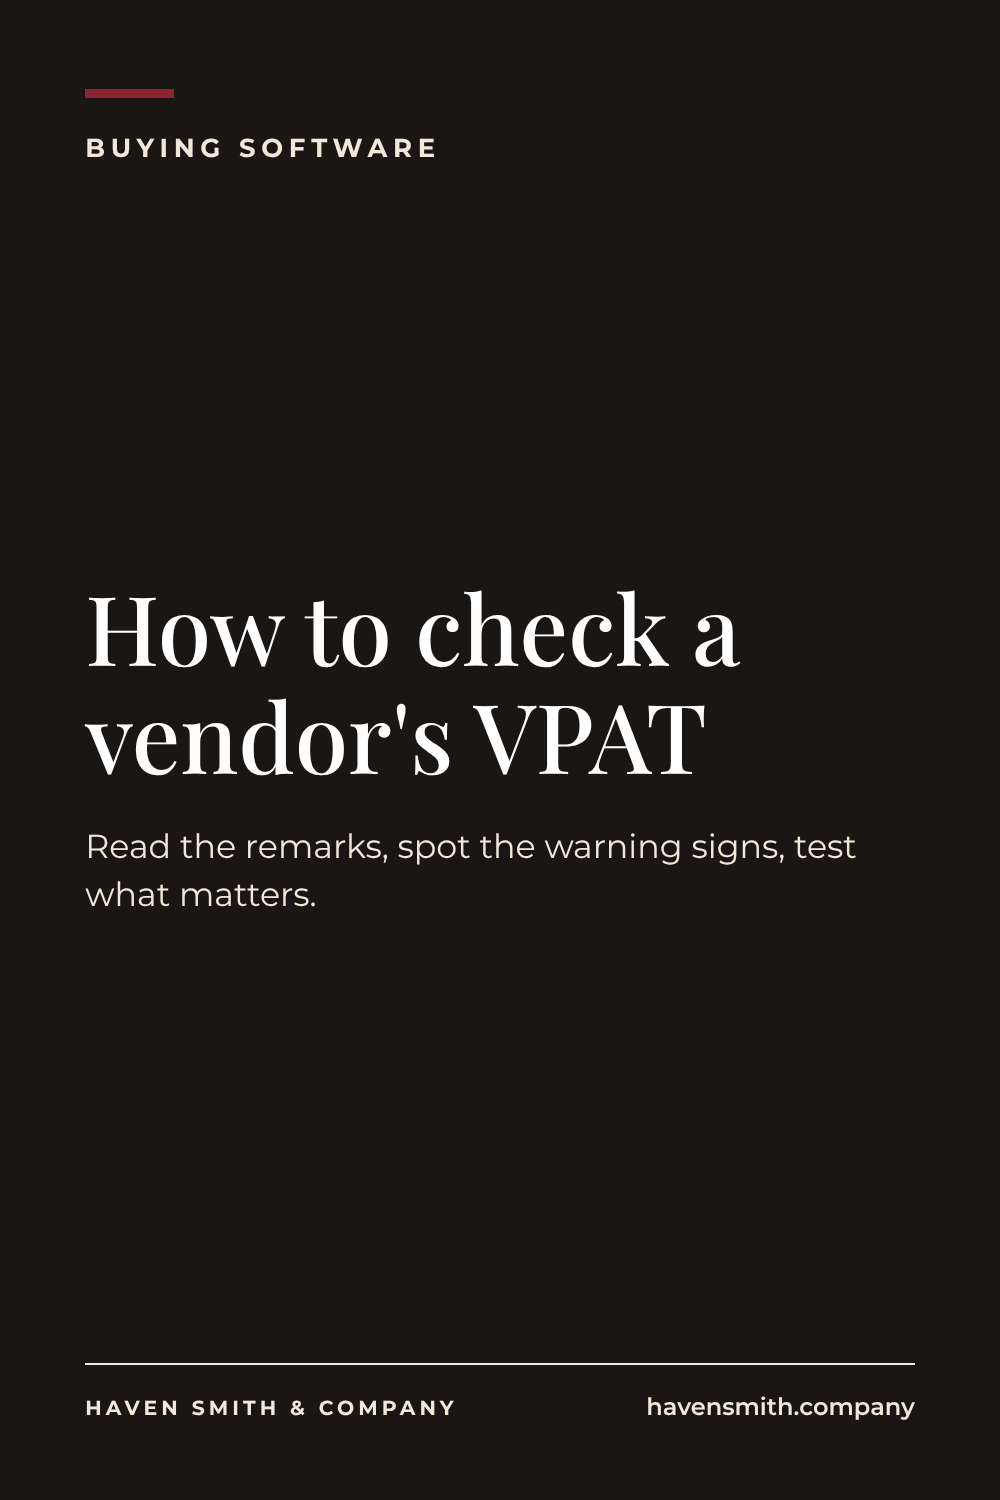 BUYING SOFTWARE
How to check a
vendor's VPAT
Read the remarks, spot the warning signs, test
what matters.
HAVEN SMITH & COMPANY
havensmith.company